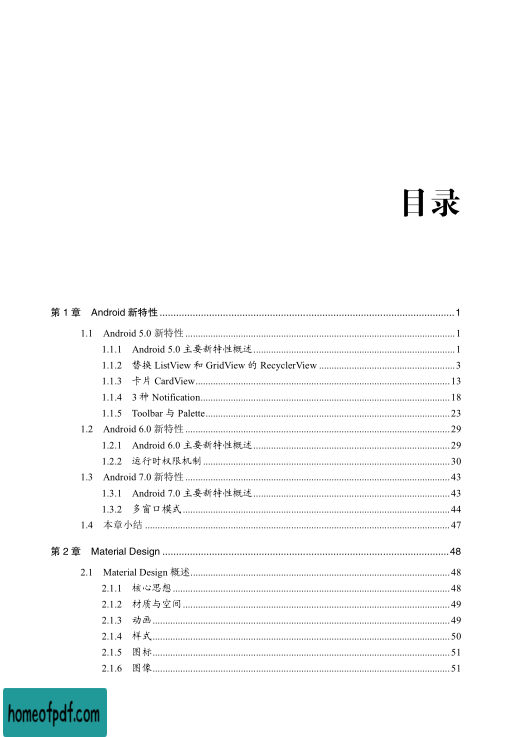 目录
第 1 章 Android 新特性 1
1.1 Android 5.0 新特性 1
1.1.1 Android 5.0 主要新特性概述 1
1.1.2 替换 ListView 和 GridView 的 RecyclerView 3
1.1.3 卡片 CardView 13
1.1.4 3 种 Notification 18
1.1.5 Toolbar 与 Palette 23
1.2 Android 6.0 新特性 29
1.2.1 Android 6.0 主要新特性概述 29
1.2.2 运行时权限机制 30
1.3 Android 7.0 新特性 43
1.3.1 Android 7.0 主要新特性概述 43
1.3.2 多窗口模式 44
1.4 本章小结 47
第 2 章 Material Design 48
2.1 Material Design 概述 48
2.1.1 核心思想 48
2.1.2 材质与空间 49
2.1.3 动画 49
2.1.4 样式 50
2.1.5 图标 51
2.1.6 图像 51
homeofpdf.com